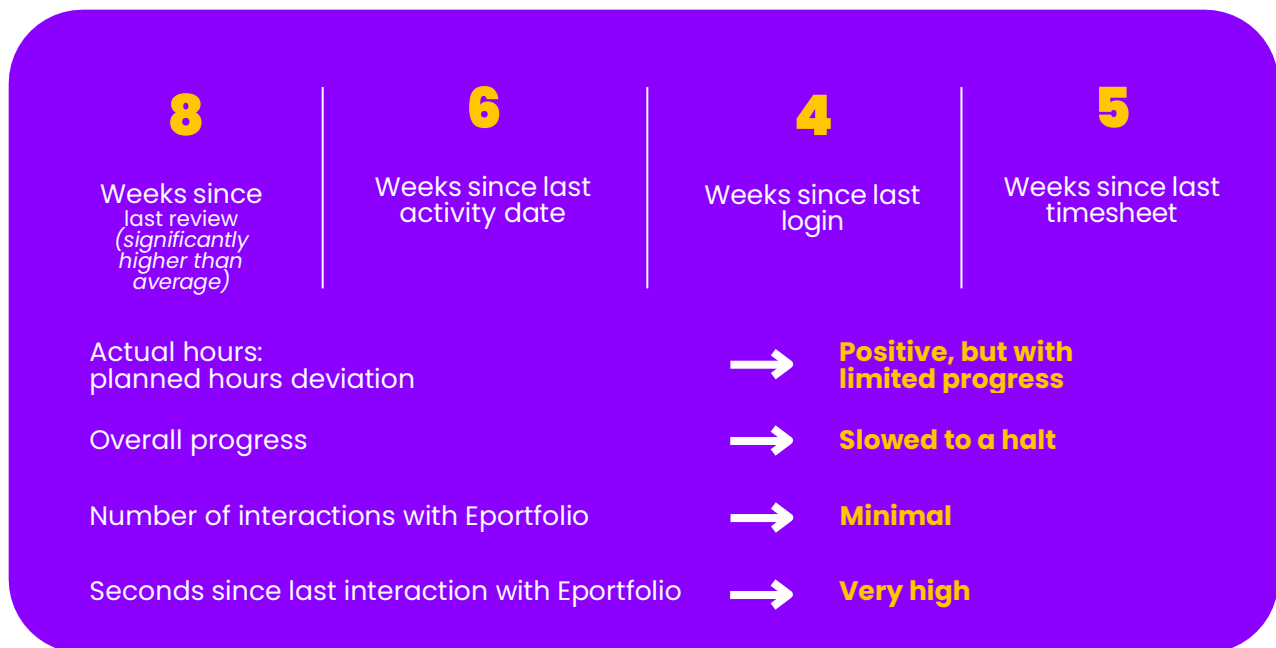 8
Weeks since
last review
(significantly
higher than
average)
6
Weeks since last
activity date
4
Weeks since last
login
5
Weeks since last
timesheet
Actual hours:
planned hours deviation
Positive, but with
limited progress
Overall progress
Slowed to a halt
Number of interactions with Eportfolio
Minimal
Seconds since last interaction with Eportfolio
Very high